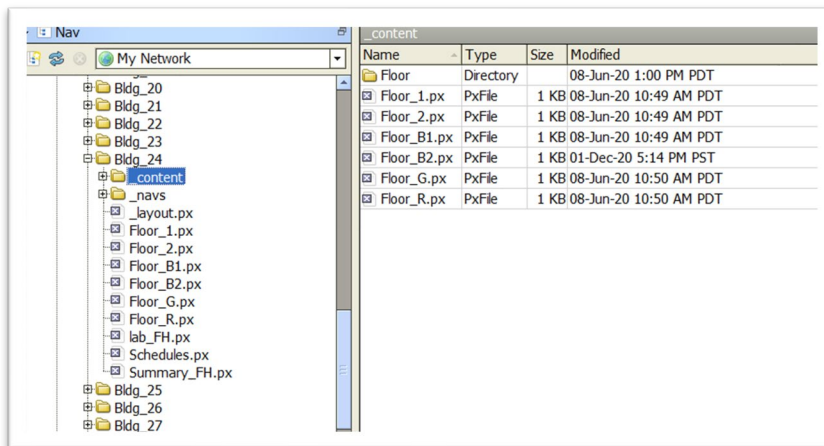 Nav
My Network
Bldg_20
Bldg_21
Bldg_22
Bldg_23
Bldg_24
_content
_navs
_layout.px
Floor_1.px
Floor_2.px
Floor_B1.px
Floor_B2.px
Floor_G.px
Floor_R.px
lab_FH.px
Schedules.px
Summary_FH.px
Bldg_25
Bldg_26
Bldg_27
_content
Name Type Size Modified
Floor Directory 08-Jun-20 1:00 PM PDT
Floor_1.px PxFile 1 KB 08-Jun-20 10:49 AM PDT
Floor_2.px PxFile 1 KB 08-Jun-20 10:49 AM PDT
Floor_B1.px PxFile 1 KB 08-Jun-20 10:49 AM PDT
Floor_B2.px PxFile 1 KB 01-Dec-20 5:14 PM PST
Floor_G.px PxFile 1 KB 08-Jun-20 10:50 AM PDT
Floor_R.px PxFile 1 KB 08-Jun-20 10:50 AM PDT